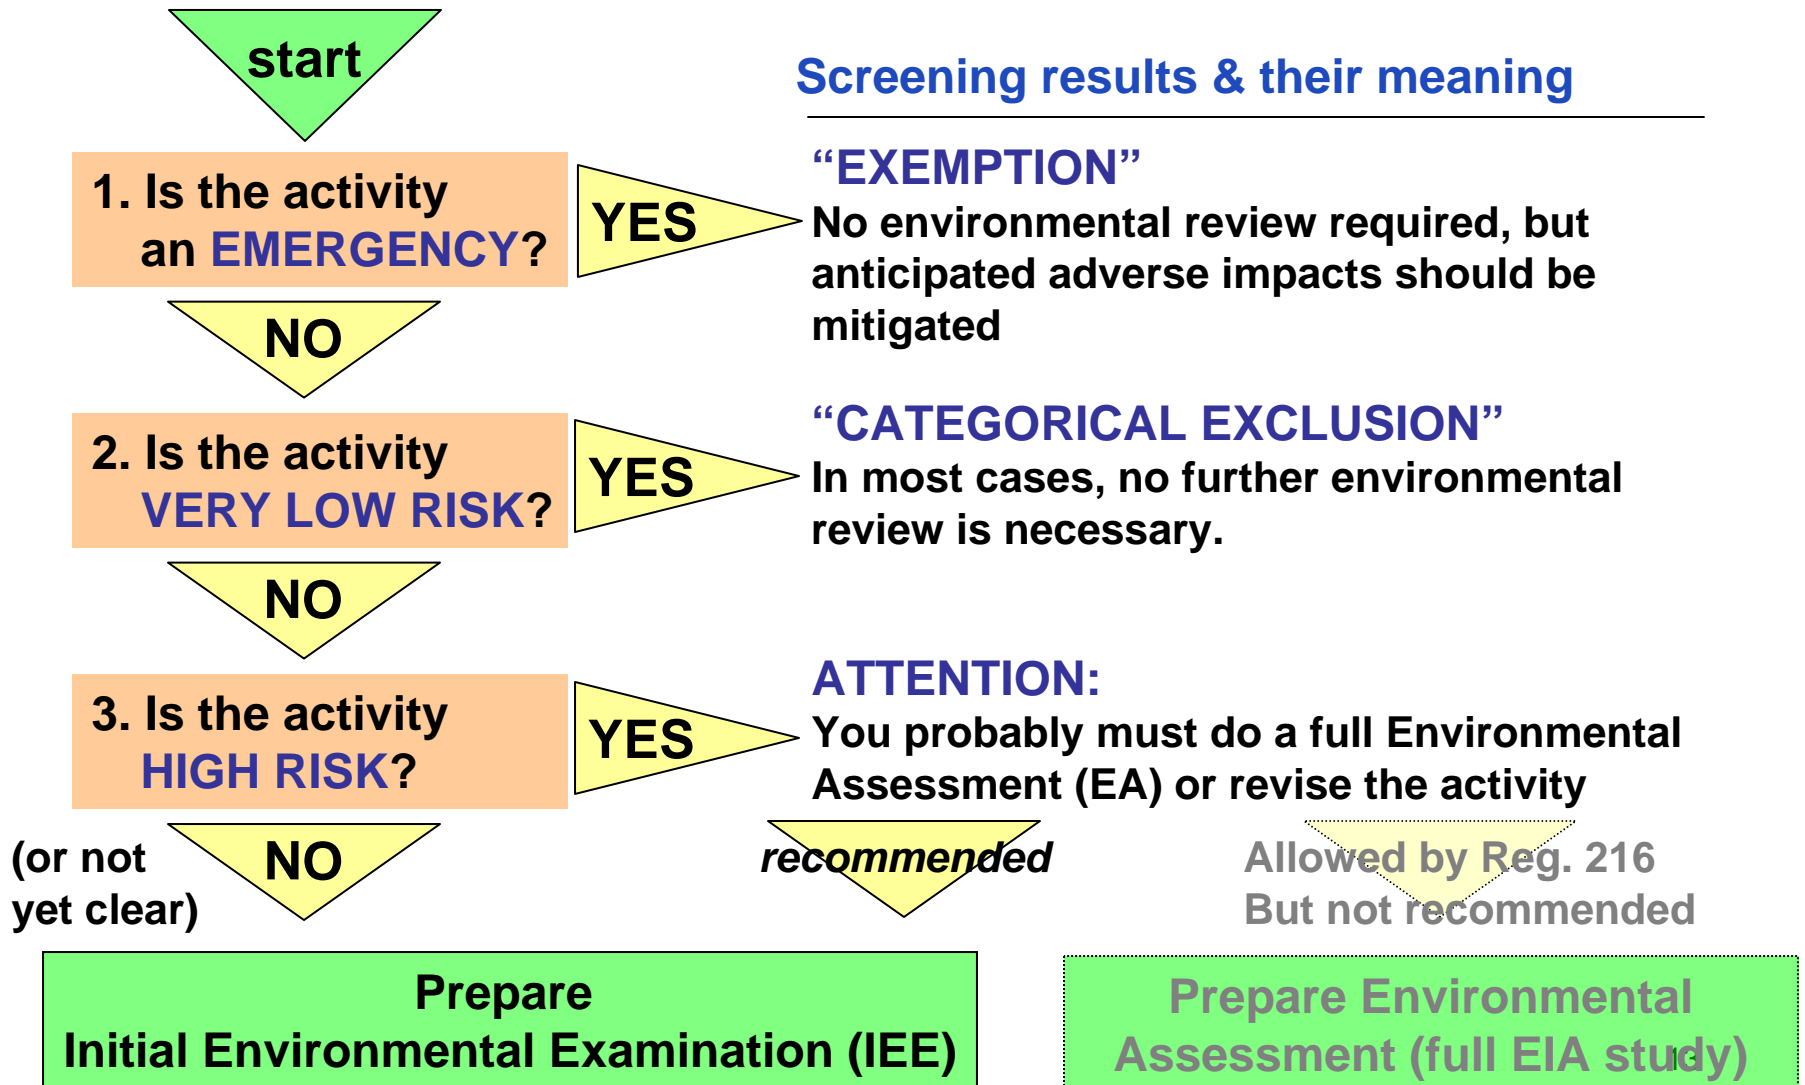 start
Screening results & their meaning
1. Is the activity
an EMERGENCY?
YES
“EXEMPTION”
No environmental review required, but
anticipated adverse impacts should be
mitigated
NO
2. Is the activity
VERY LOW RISK?
YES
“CATEGORICAL EXCLUSION”
In most cases, no further environmental
review is necessary.
NO
3. Is the activity
HIGH RISK?
YES
ATTENTION:
You probably must do a full Environmental
Assessment (EA) or revise the activity
(or not
yet clear)
NO
recommended
Allowed by Reg. 216
But not recommended
Prepare
Initial Environmental Examination (IEE)
Prepare Environmental
Assessment (full EIA study)
13